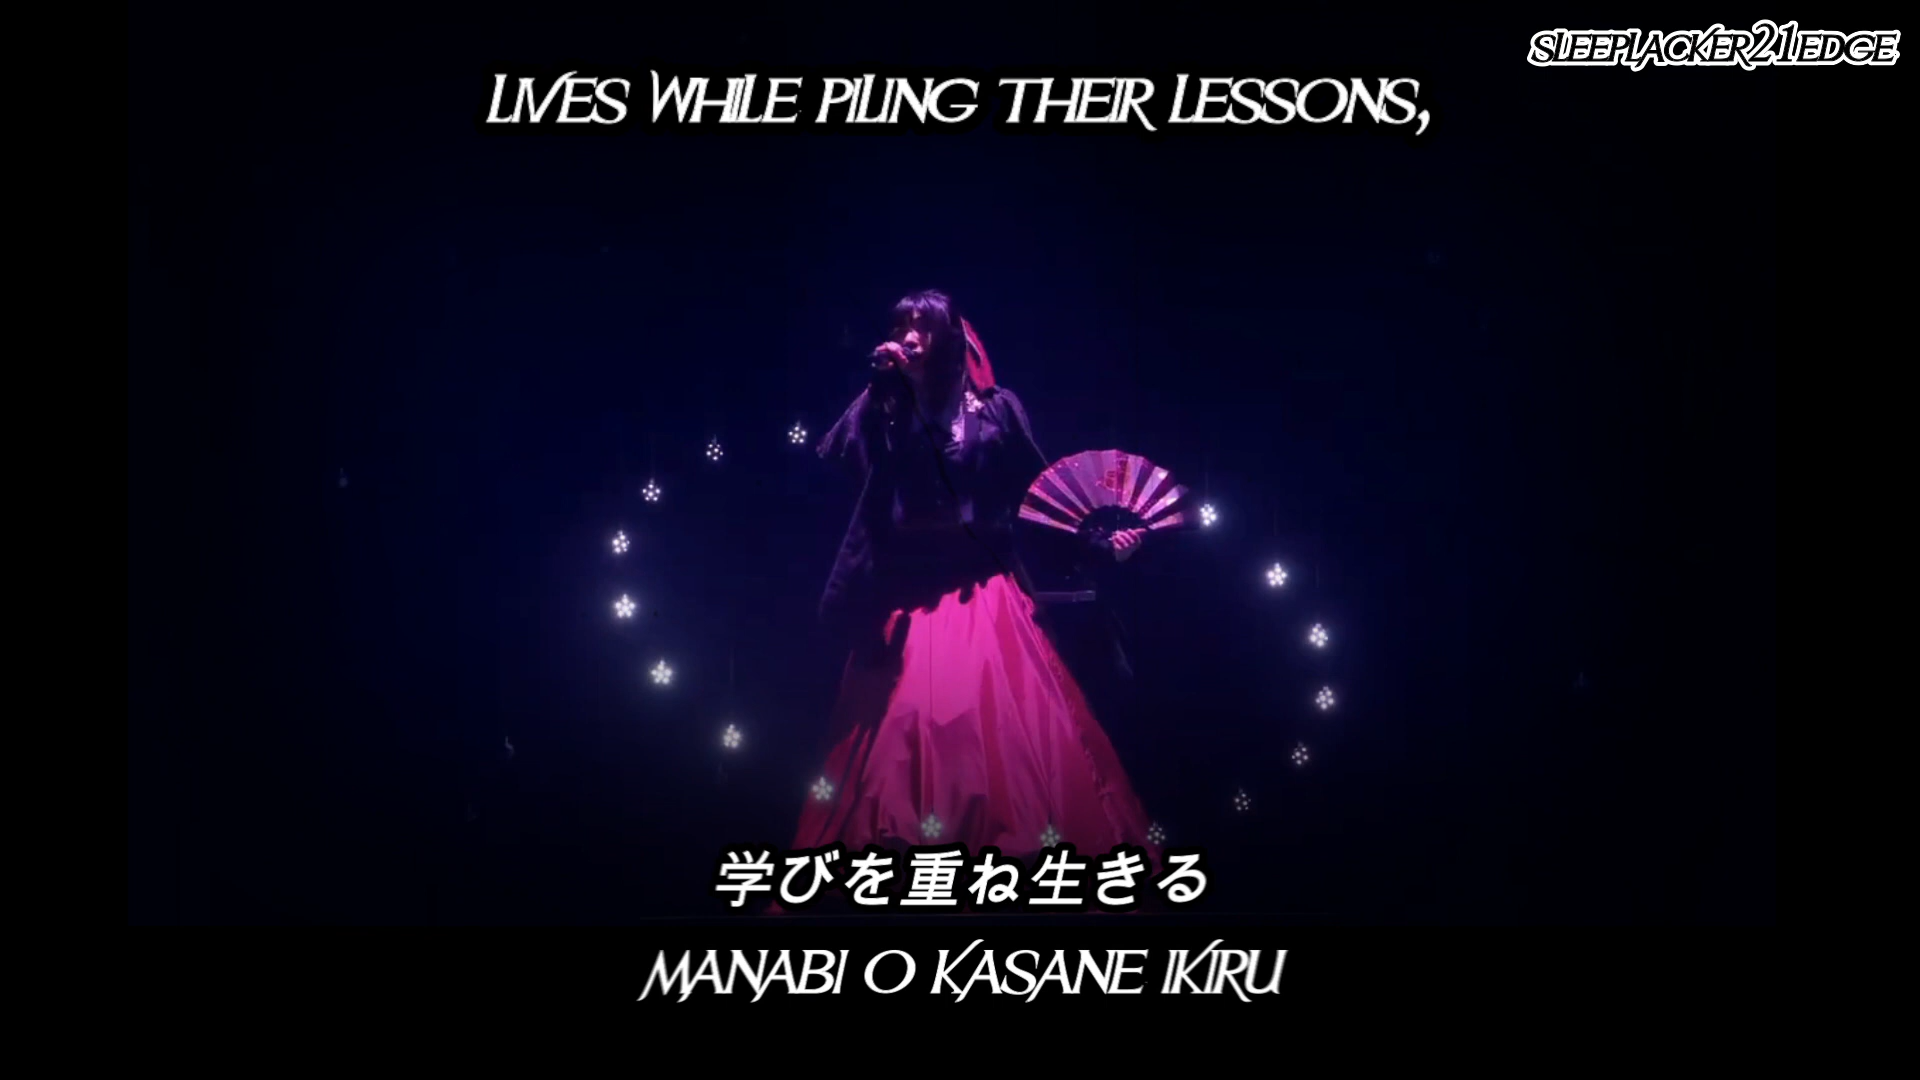 SLEEPLACKER21EDGE
LIVES WHILE PILING THEIR LESSONS,
学びを重ね生きる
MANABI O KASANE IKIRU